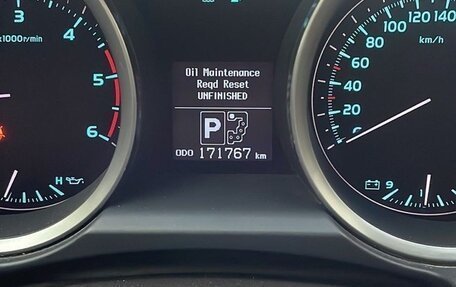 x1000r/min
3
4
5
6
H
Oil Maintenance
Reqd Reset
UNFINISHED
P
ODO 171767 km
120 140
100
80
60
40
20
km/h
9